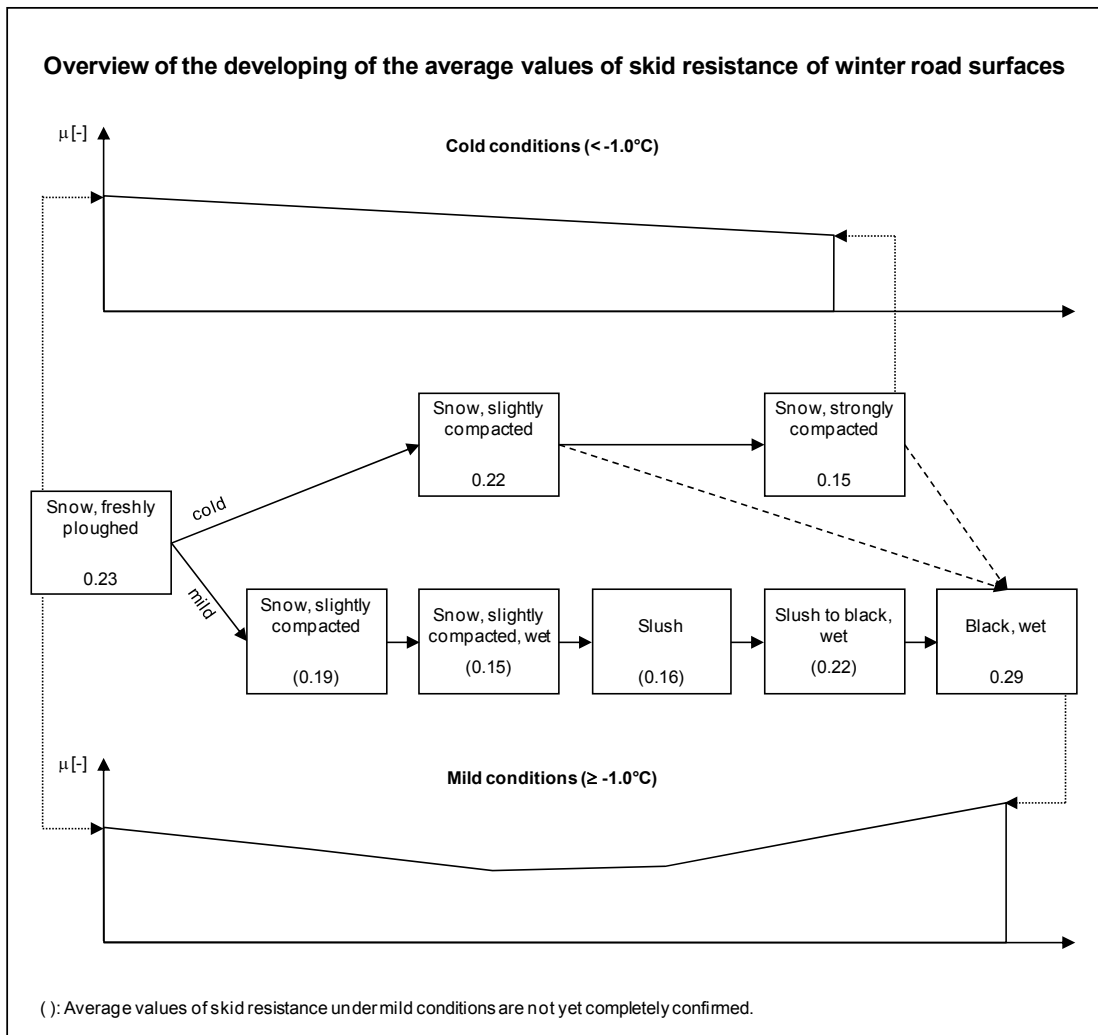 Overview of the developing of the average values of skid resistance of winter road surfaces
μ [-]
Cold conditions (< -1.0°C)
Snow, slightly
compacted
0.22
Snow, strongly
compacted
0.15
Snow, freshly
ploughed
0.23
cold
mild
Snow, slightly
compacted
(0.19)
Snow, slightly
compacted, wet
(0.15)
Slush
(0.16)
Slush to black,
wet
(0.22)
Black, wet
0.29
μ [-]
Mild conditions (≥ -1.0°C)
( ): Average values of skid resistance under mild conditions are not yet completely confirmed.